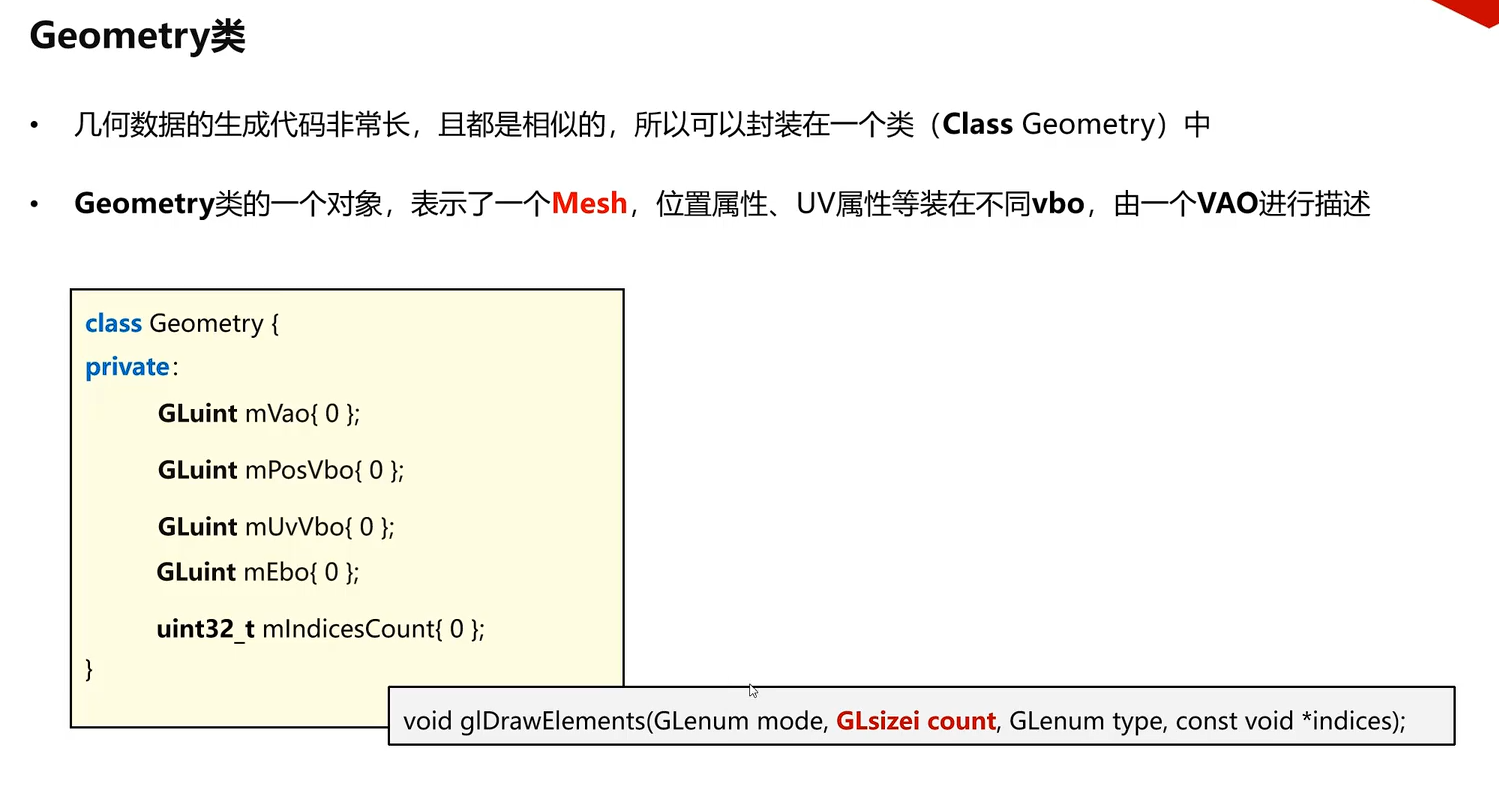 Geometry类
• 几何数据的生成代码非常长，且都是相似的，所以可以封装在一个类（Class Geometry）中
• Geometry类的一个对象，表示了一个Mesh，位置属性、UV属性等装在不同vbo，由一个VAO进行描述
class Geometry {
private：
GLuint mVao{ 0 };
GLuint mPosVbo{ 0 };
GLuint mUvVbo{ 0 };
GLuint mEbo{ 0 };
uint32_t mIndicesCount{ 0 };
}
void glDrawElements(GLenum mode, GLsizei count, GLenum type, const void *indices);